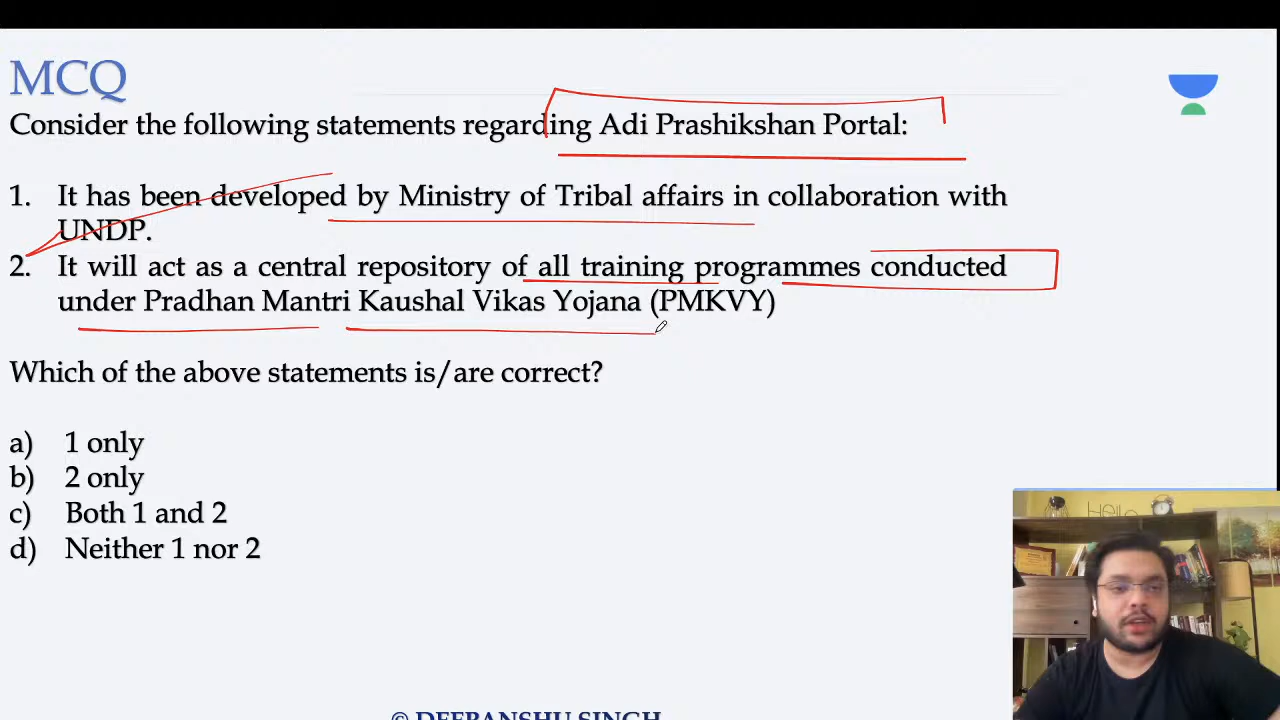 MCQ
Consider the following statements regarding Adi Prashikshan Portal:
1. It has been developed by Ministry of Tribal affairs in collaboration with
UNDP.
2. It will act as a central repository of all training programmes conducted
under Pradhan Mantri Kaushal Vikas Yojana (PMKVY)
Which of the above statements is/are correct?
a) 1 only
b) 2 only
c) Both 1 and 2
d) Neither 1 nor 2
Hello
© DEEPANSHU SINGH